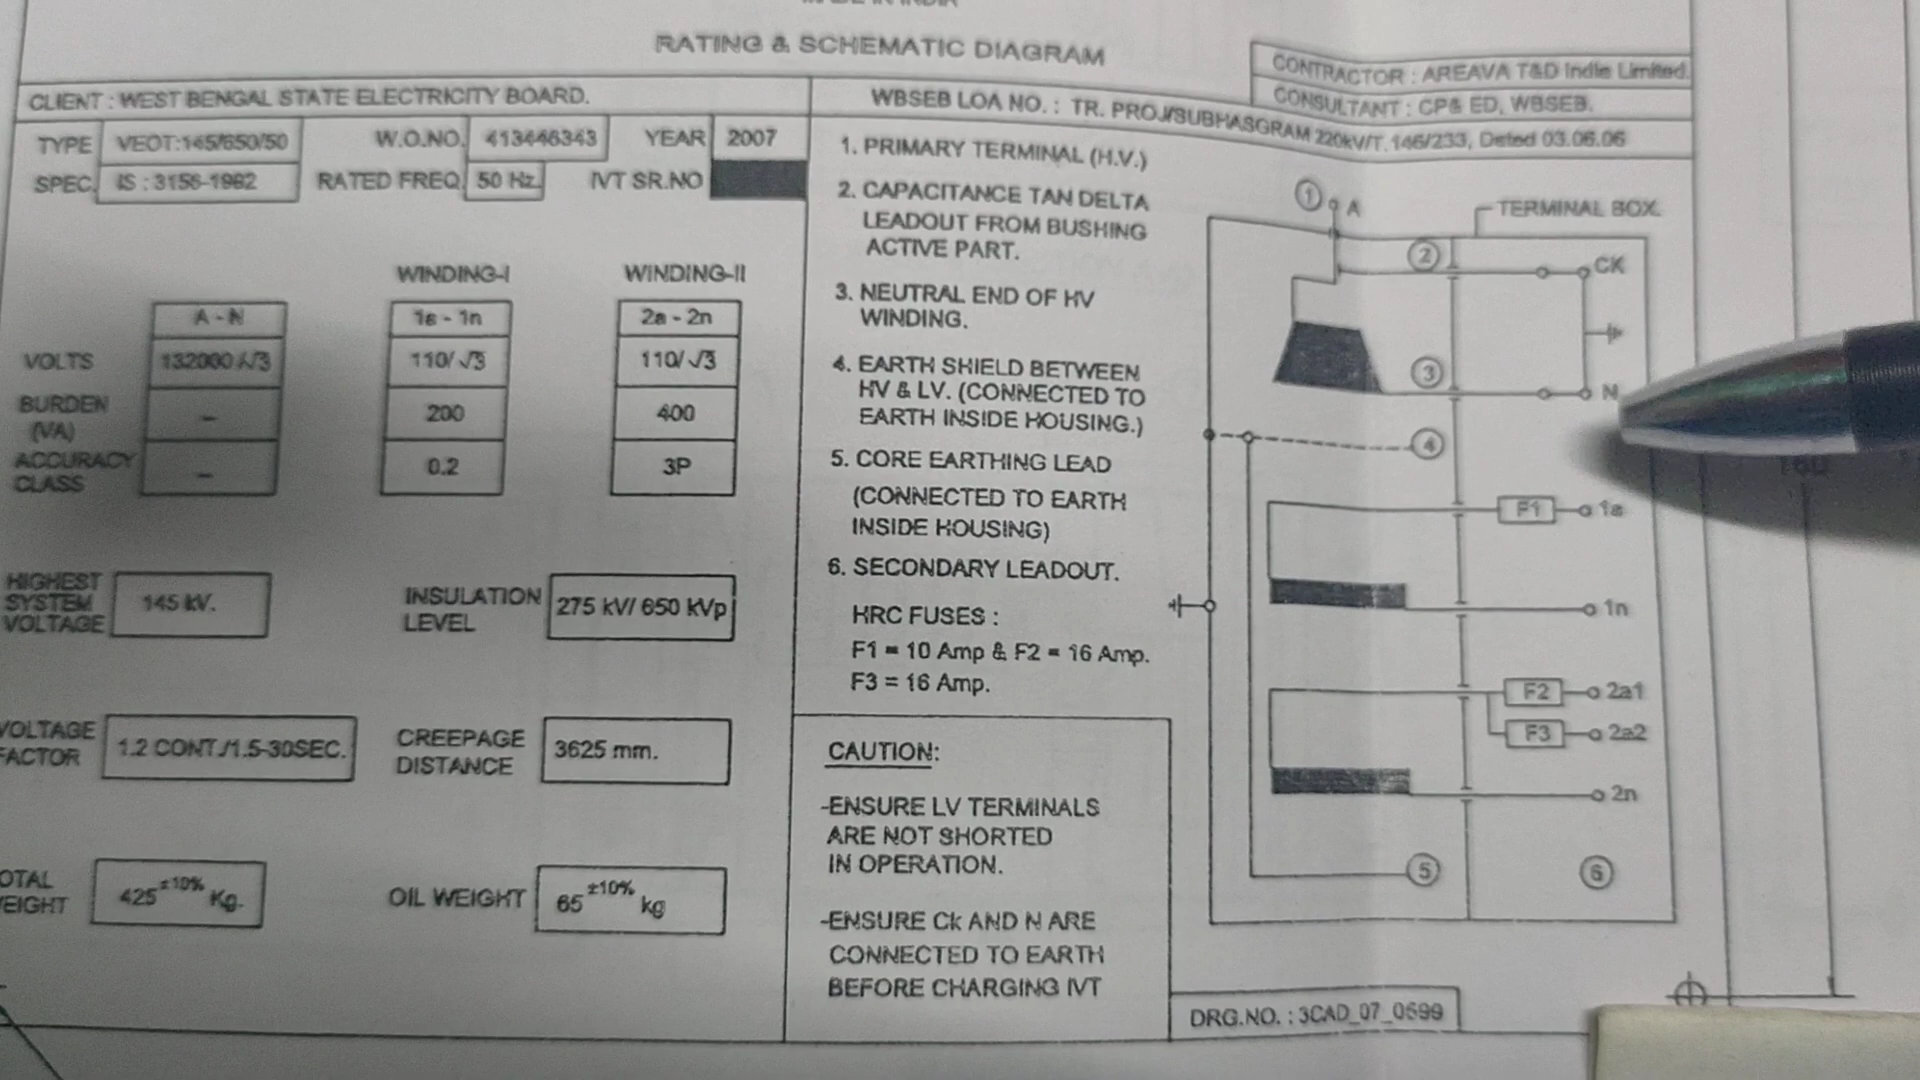 RATING & SCHEMATIC DIAGRAM
CONTRACTOR : AREAVA T&D Indle Limited.
CONSULTANT : CP& ED, WBSEB.
CLIENT : WEST BENGAL STATE ELECTRICITY BOARD.
WBSEB LOA NO. : TR. PROJ/SUBHASGRAM 220kV/T. 146/233, Dated 03.06.06
TYPE VEOT:145/650/50 W.O.NO. 413446343 YEAR 2007
SPEC. IS : 3156-1992 RATED FREQ. 50 Hz. IVT SR.NO
WINDING-I WINDING-II
A - N 1a - 1n 2a - 2n
VOLTS 132000/√3 110/√3 110/√3
BURDEN (VA) – 200 400
ACCURACY CLASS – 0.2 3P
HIGHEST SYSTEM VOLTAGE 145 kV.
INSULATION LEVEL 275 kV/ 650 KVp
VOLTAGE FACTOR 1.2 CONT./1.5-30SEC.
CREEPAGE DISTANCE 3625 mm.
OTAL EIGHT 425±10% Kg.
OIL WEIGHT 65±10% kg
1. PRIMARY TERMINAL (H.V.)
2. CAPACITANCE TAN DELTA
LEADOUT FROM BUSHING
ACTIVE PART.
3. NEUTRAL END OF HV
WINDING.
4. EARTH SHIELD BETWEEN
HV & LV. (CONNECTED TO
EARTH INSIDE HOUSING.)
5. CORE EARTHING LEAD
(CONNECTED TO EARTH
INSIDE HOUSING)
6. SECONDARY LEADOUT.
HRC FUSES :
F1 = 10 Amp & F2 = 16 Amp.
F3 = 16 Amp.
CAUTION:
-ENSURE LV TERMINALS
ARE NOT SHORTED
IN OPERATION.
-ENSURE Ck AND N ARE
CONNECTED TO EARTH
BEFORE CHARGING IVT
1 A
TERMINAL BOX.
2 CK
3 N
4
F1 1a
1n
F2 2a1
F3 2a2
2n
5 6
DRG.NO. : 3CAD_07_0599